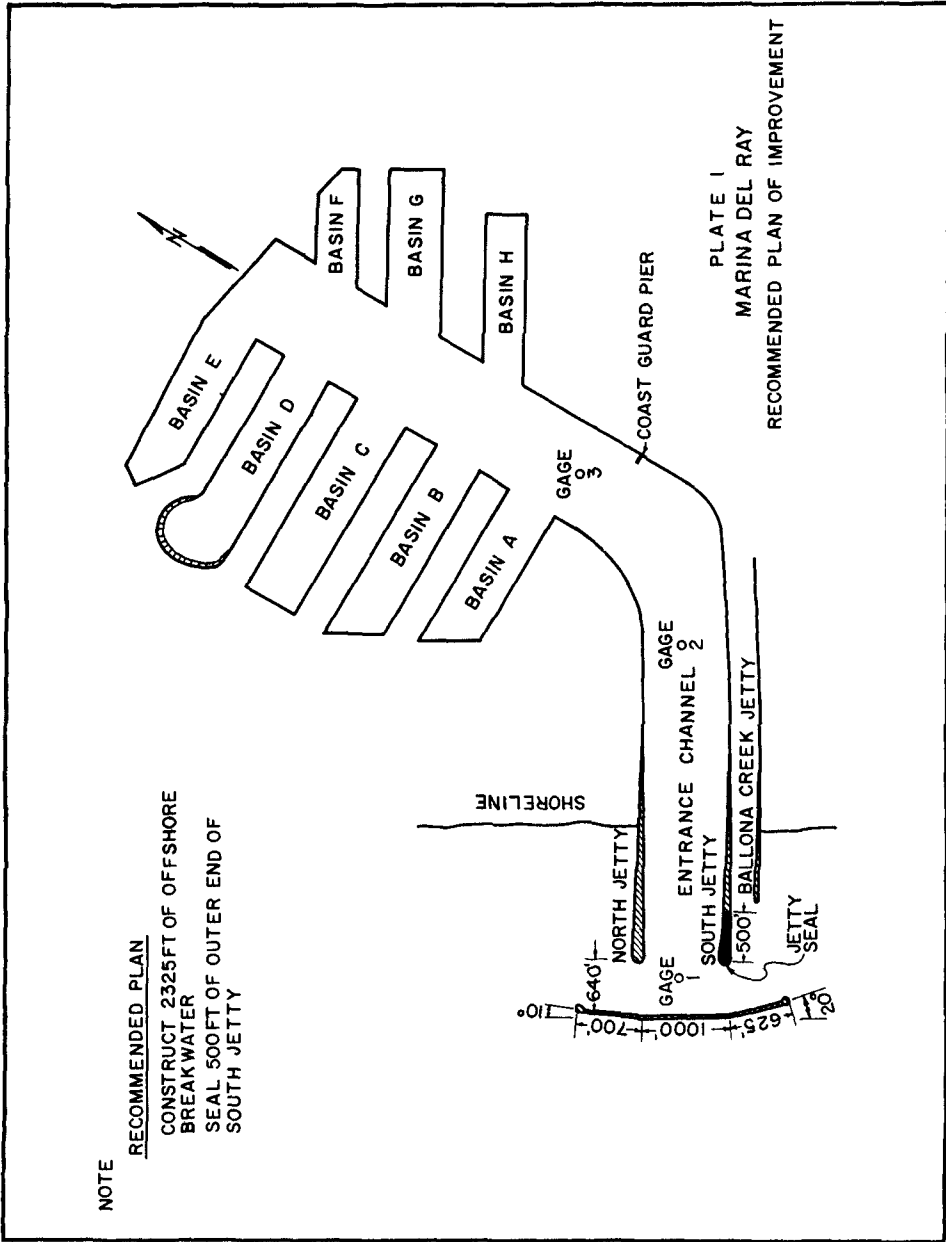 NOTE
RECOMMENDED PLAN
CONSTRUCT 2325 FT OF OFFSHORE
BREAKWATER
SEAL 500 FT OF OUTER END OF
SOUTH JETTY
N
BASIN E
BASIN D
BASIN C
BASIN B
BASIN A
BASIN F
BASIN G
BASIN H
GAGE
3
COAST GUARD PIER
SHORELINE
NORTH JETTY
GAGE
2
ENTRANCE CHANNEL
SOUTH JETTY
BALLONA CREEK JETTY
500'
JETTY
SEAL
GAGE
1
640'
10°
700'
1000'
625'
20°
PLATE 1
MARINA DEL RAY
RECOMMENDED PLAN OF IMPROVEMENT